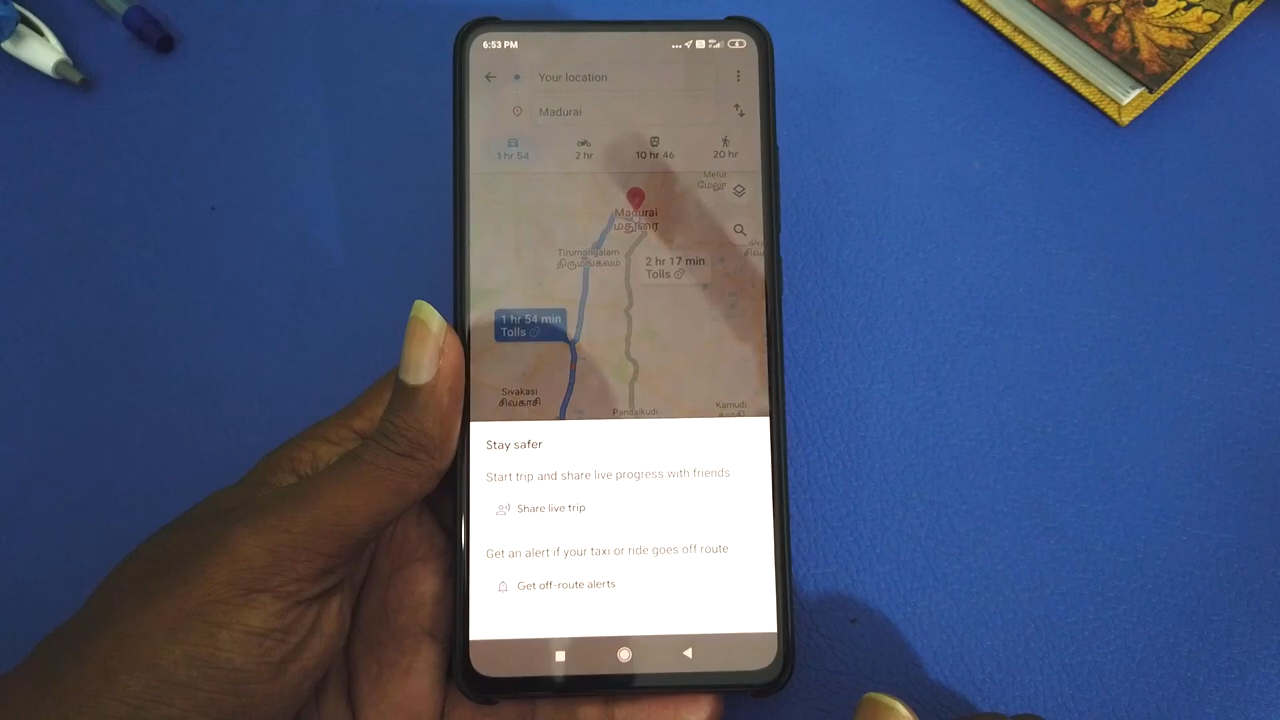 6:53 PM
Your location
Madurai
1 hr 54
2 hr
10 hr 46
20 hr
Melur
மேலூர்
Madurai
மதுரை
Tirumangalam
திருமங்கலம்
2 hr 17 min
Tolls
1 hr 54 min
Tolls
Sivakasi
சிவகாசி
Pandalkudi
Kamudi
Stay safer
Start trip and share live progress with friends
Share live trip
Get an alert if your taxi or ride goes off route
Get off-route alerts